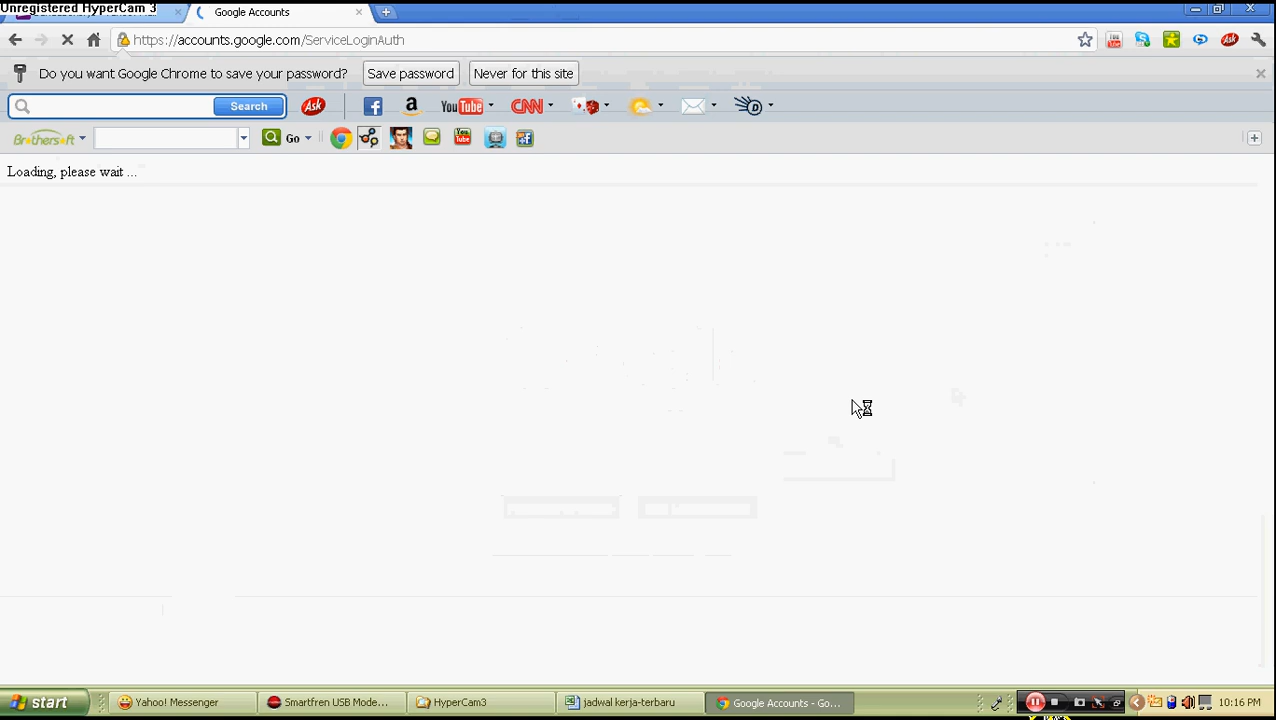 Unregistered HyperCam 3
Google Accounts
https://accounts.google.com/ServiceLoginAuth
Ask
Do you want Google Chrome to save your password? Save password Never for this site
Search Ask YouTube CNN
Brothersoft Go
Loading, please wait ...
start Yahoo! Messenger Smartfren USB Mode... HyperCam3 jadwal kerja-terbaru Google Accounts - Go... 10:16 PM